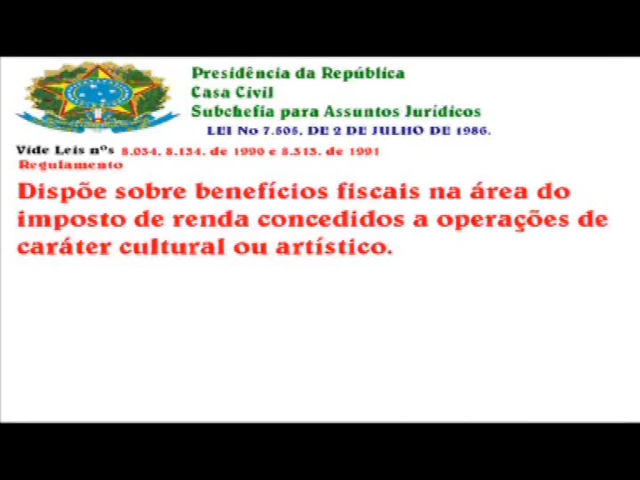 Presidência da República
Casa Civil
Subchefia para Assuntos Jurídicos
LEI No 7.505, DE 2 DE JULHO DE 1986.
Vide Leis nºs 8.034, 8.134, de 1990 e 8.313, de 1991
Regulamento
Dispõe sobre benefícios fiscais na área do
imposto de renda concedidos a operações de
caráter cultural ou artístico.